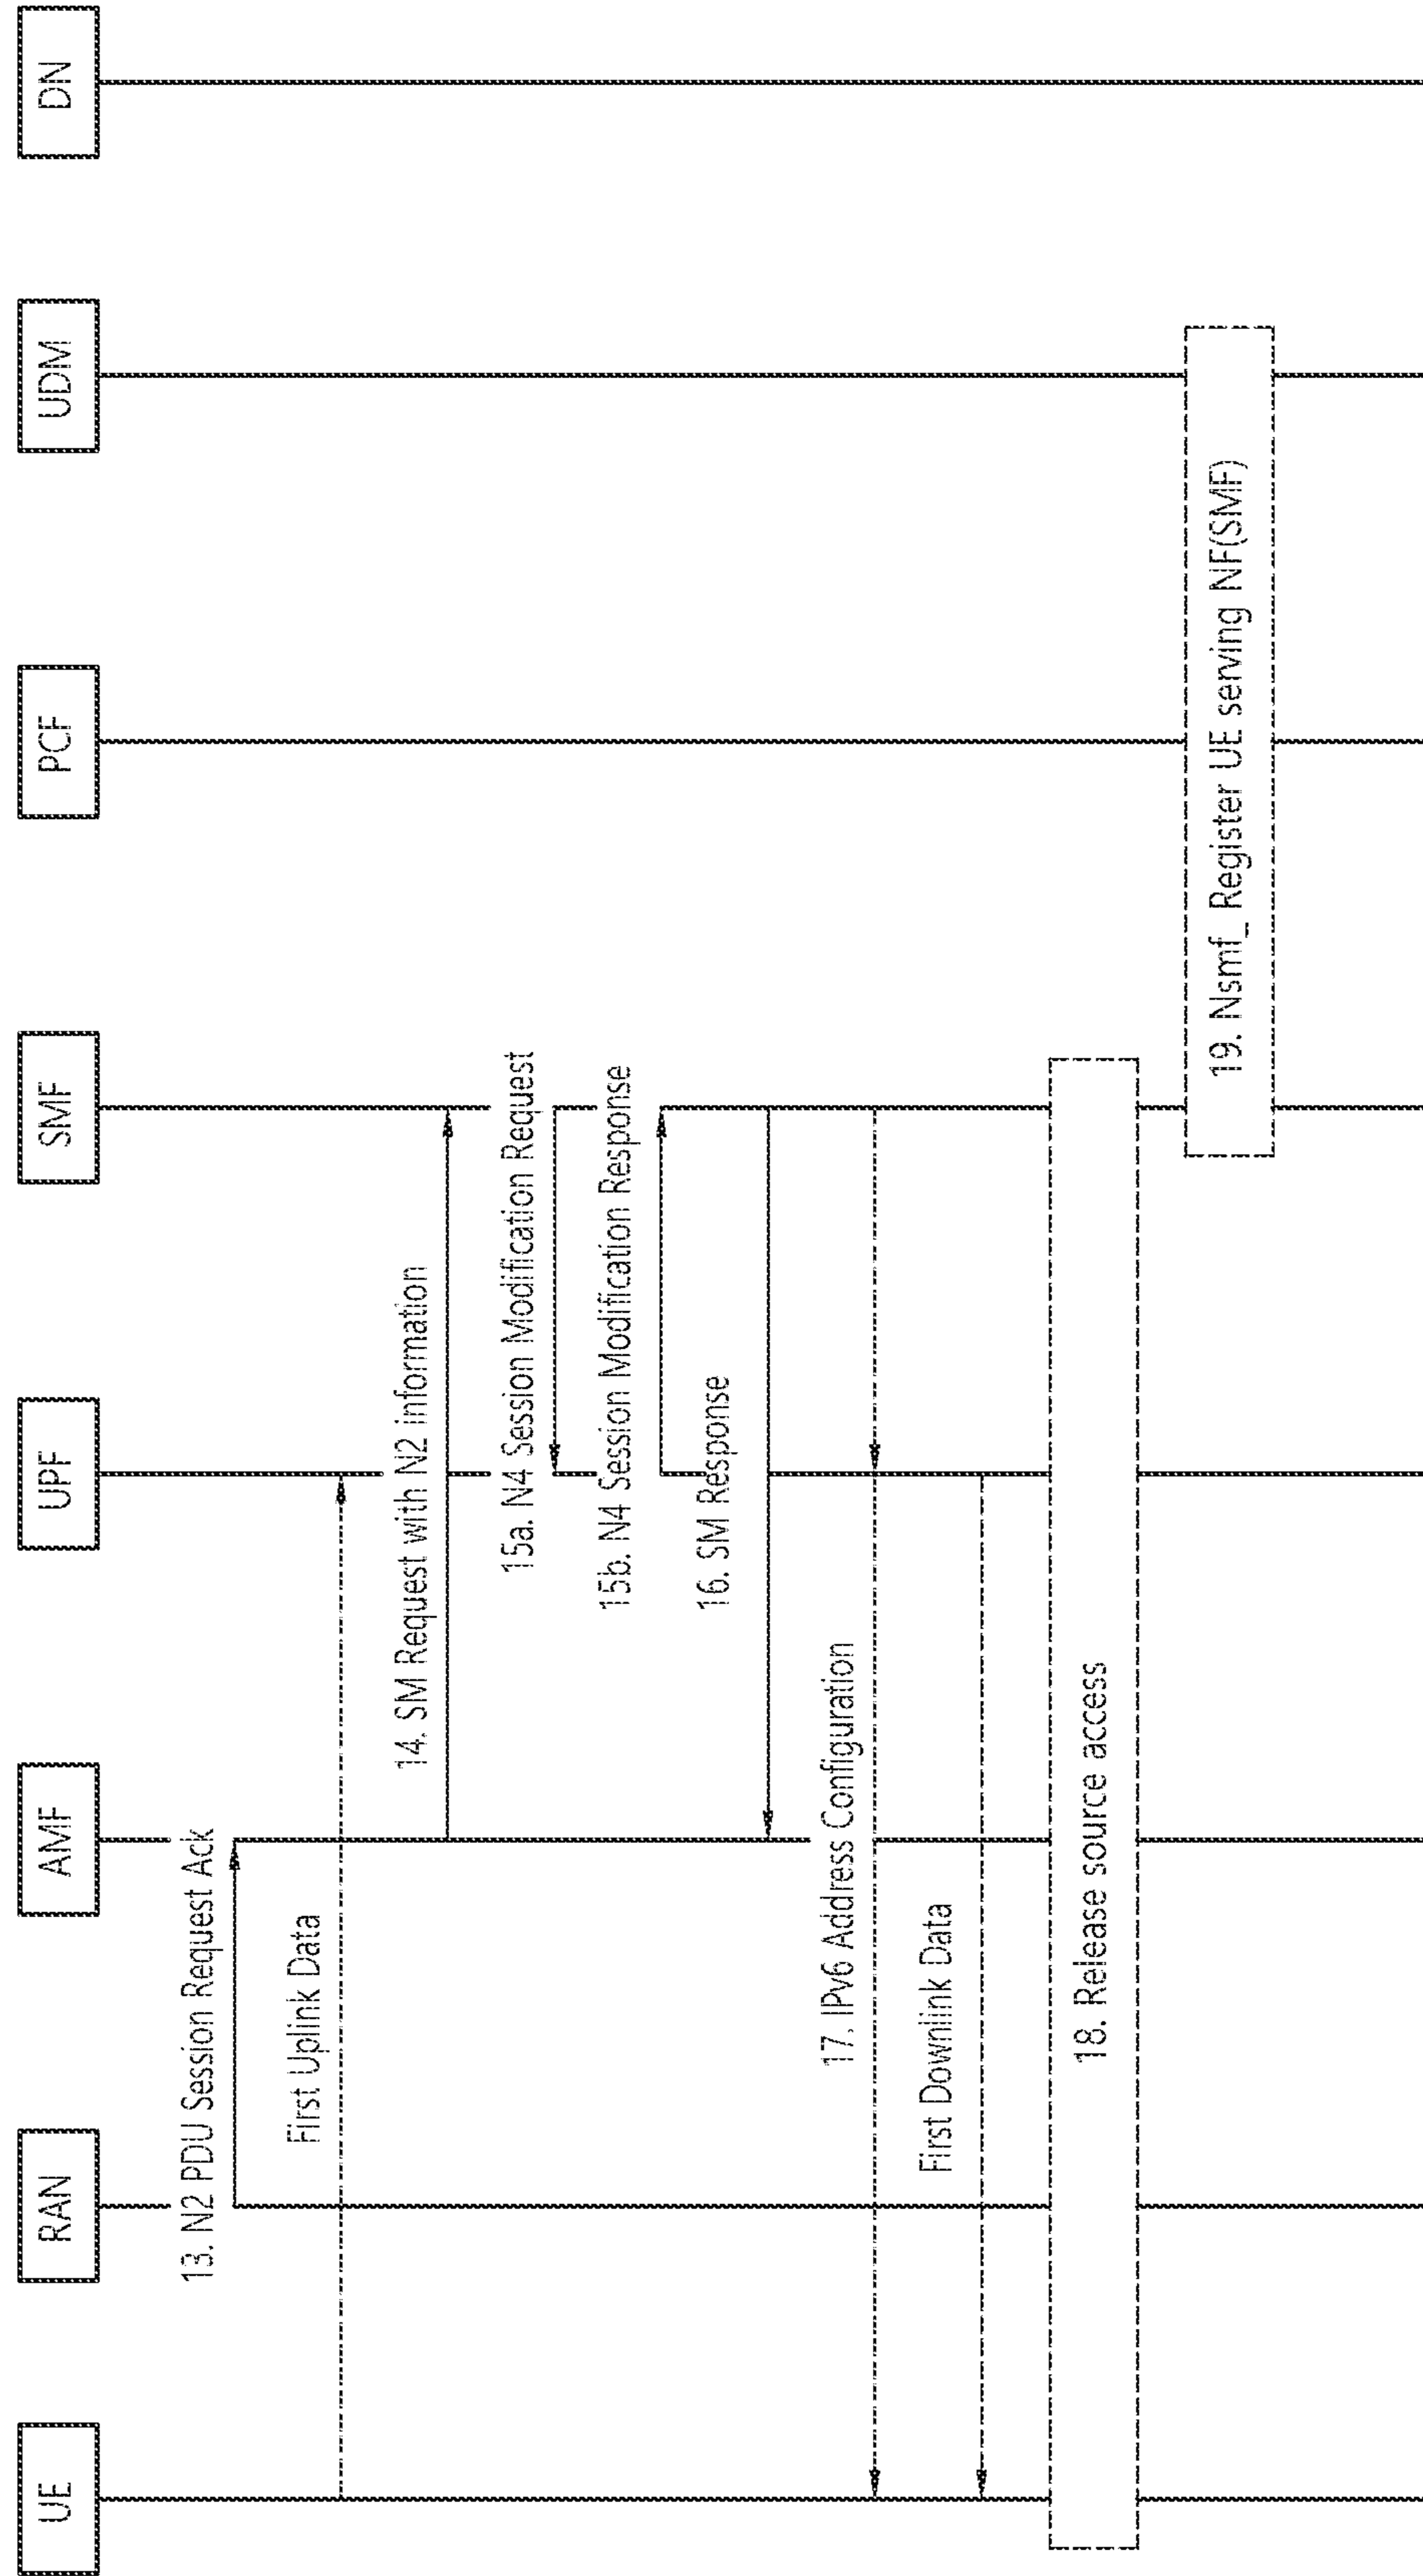 UE
RAN
AMF
UPF
SMF
PCF
UDM
DN
13. N2 PDU Session Request Ack
First Uplink Data
14. SM Request with N2 information
15a. N4 Session Modification Request
15b. N4 Session Modification Response
16. SM Response
17. IPv6 Address Configuration
First Downlink Data
18. Release source access
19. Nsmf_ Register UE serving NF(SMF)